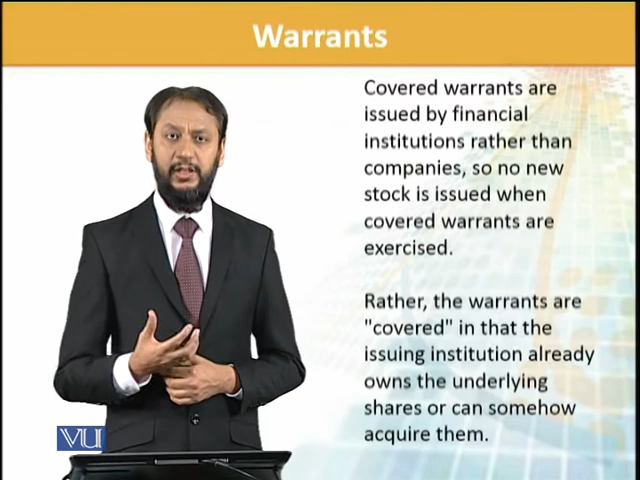 Warrants
Covered warrants are
issued by financial
institutions rather than
companies, so no new
stock is issued when
covered warrants are
exercised.
Rather, the warrants are
"covered" in that the
issuing institution already
owns the underlying
shares or can somehow
acquire them.
VU